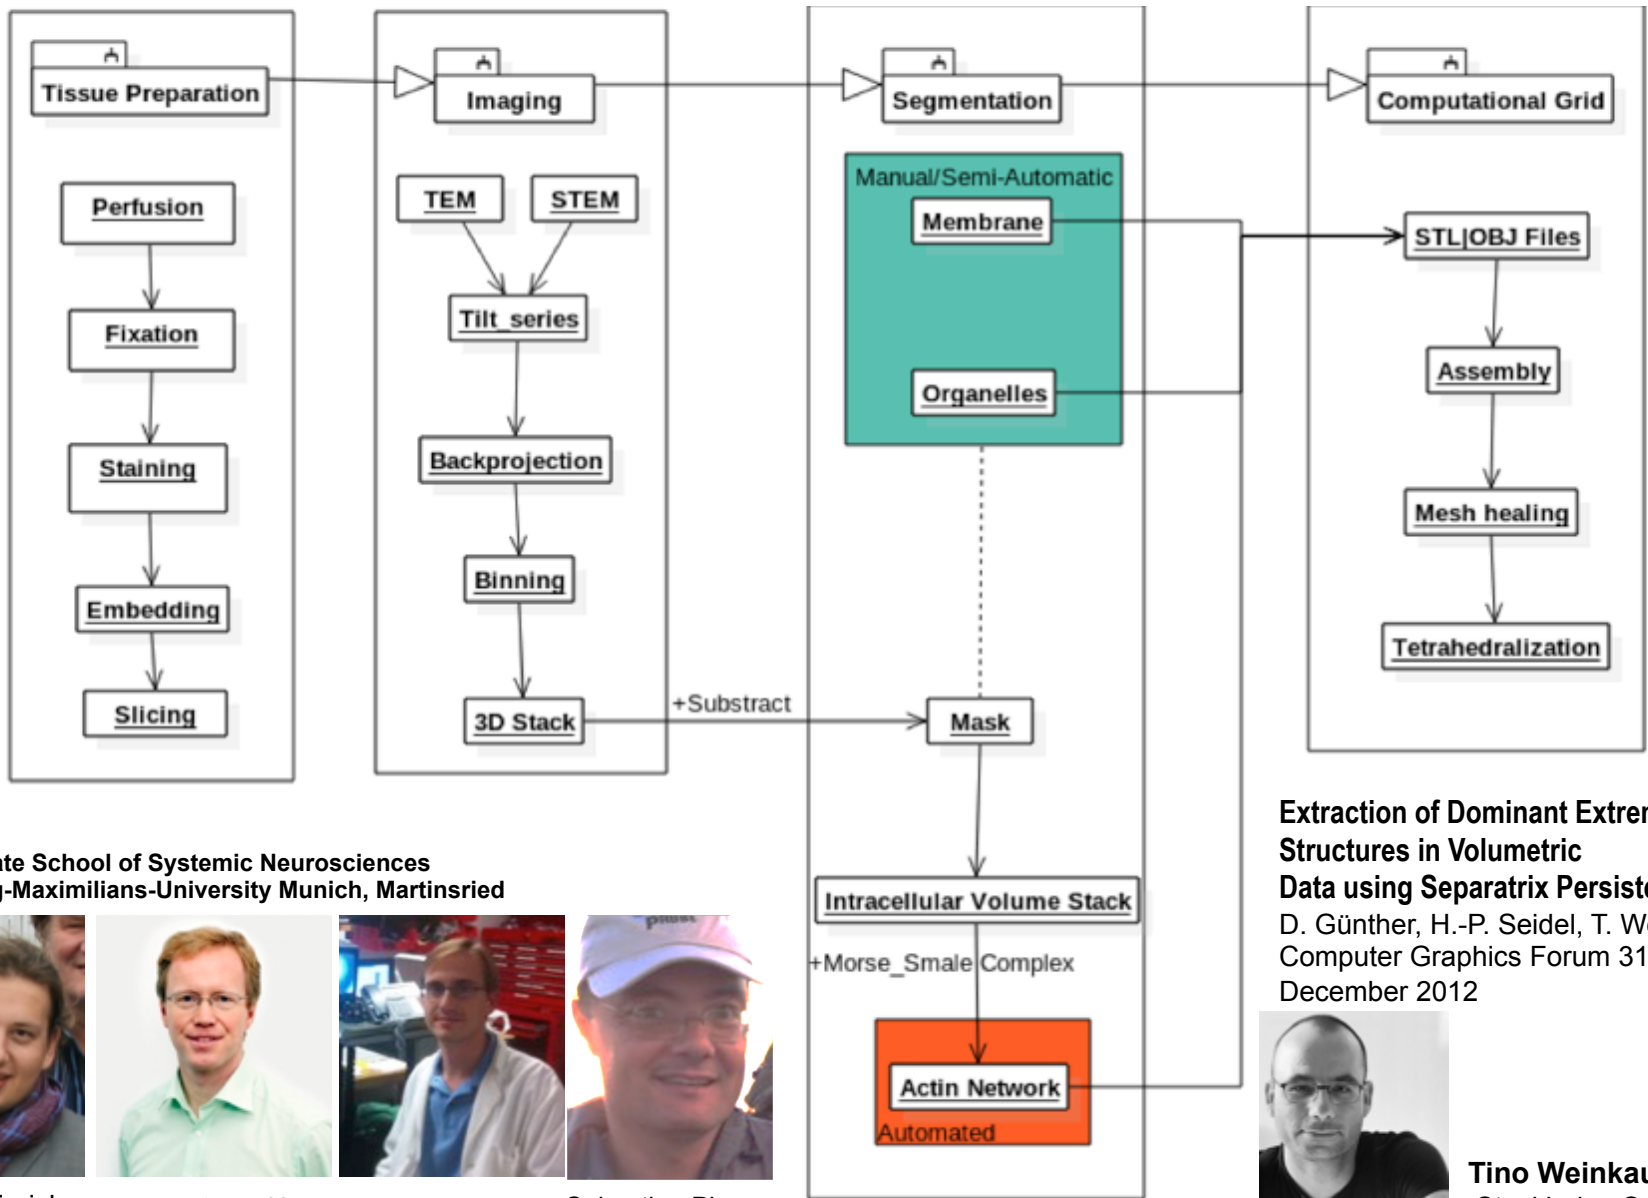 Tissue Preparation
Perfusion
Fixation
Staining
Embedding
Slicing
Imaging
TEM
STEM
Tilt_series
Backprojection
Binning
3D Stack
+Substract
Segmentation
Manual/Semi-Automatic
Membrane
Organelles
Mask
Intracellular Volume Stack
+Morse_Smale Complex
Actin Network
Automated
Computational Grid
STL|OBJ Files
Assembly
Mesh healing
Tetrahedralization
ate School of Systemic Neurosciences
g-Maximilians-University Munich, Martinsried
Extraction of Dominant Extrem
Structures in Volumetric
Data using Separatrix Persiste
D. Günther, H.-P. Seidel, T. We
Computer Graphics Forum 31
December 2012
Tino Weinkau